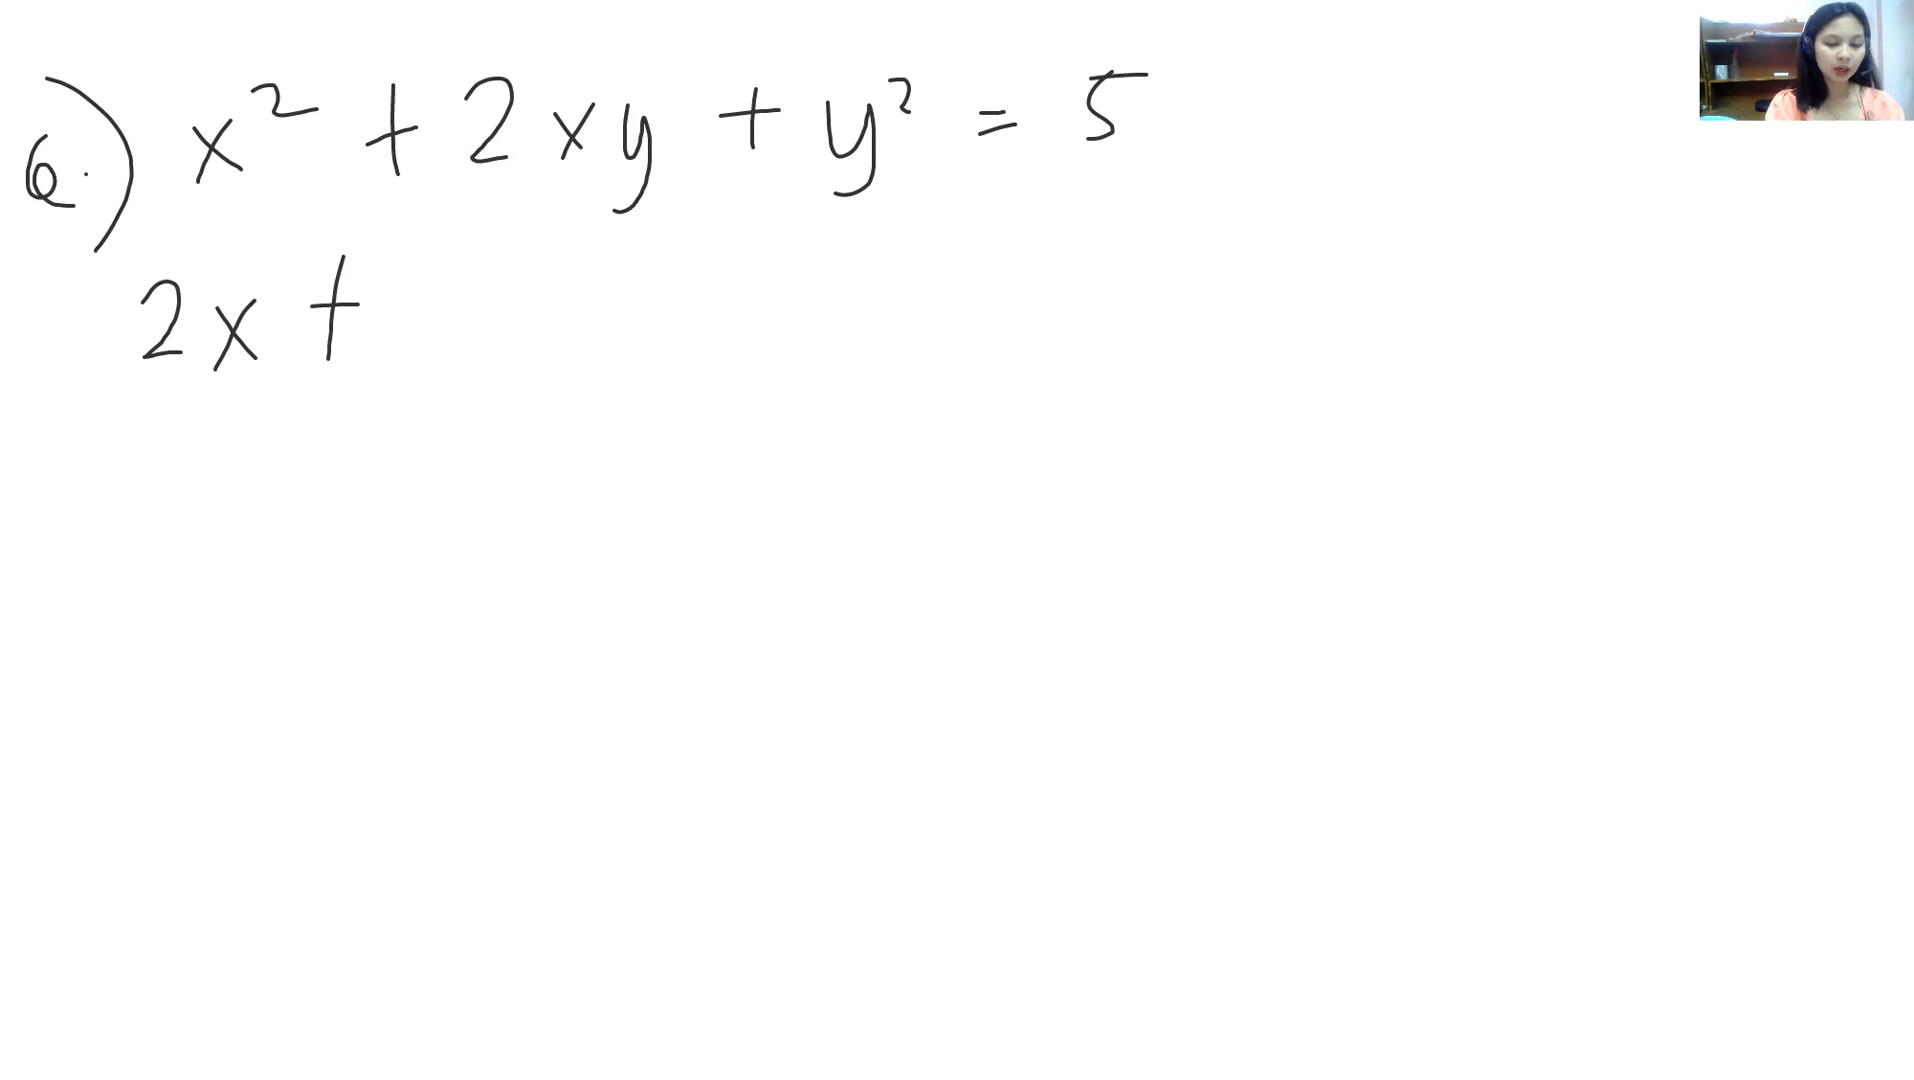 6.) x² + 2xy + y² = 5
2x +